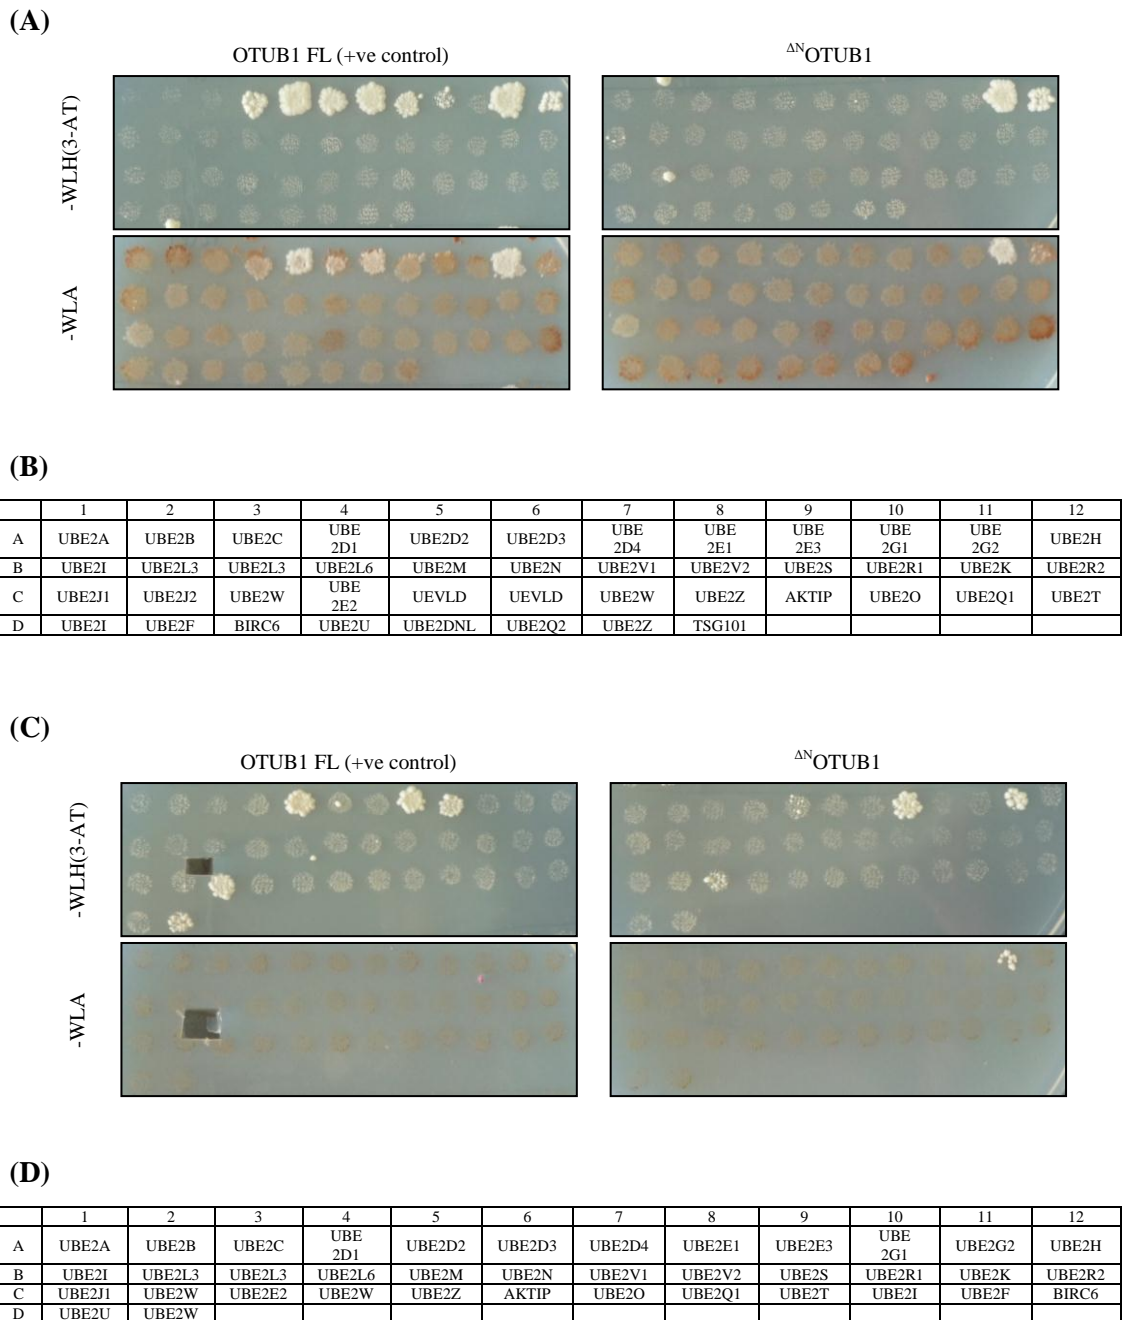 (A)
OTUB1 FL (+ve control)
ΔNOTUB1
-WLH(3-AT)
-WLA
(B)
1 2 3 4 5 6 7 8 9 10 11 12
A UBE2A UBE2B UBE2C UBE 2D1 UBE2D2 UBE2D3 UBE 2D4 UBE 2E1 UBE 2E3 UBE 2G1 UBE 2G2 UBE2H
B UBE2I UBE2L3 UBE2L3 UBE2L6 UBE2M UBE2N UBE2V1 UBE2V2 UBE2S UBE2R1 UBE2K UBE2R2
C UBE2J1 UBE2J2 UBE2W UBE 2E2 UEVLD UEVLD UBE2W UBE2Z AKTIP UBE2O UBE2Q1 UBE2T
D UBE2I UBE2F BIRC6 UBE2U UBE2DNL UBE2Q2 UBE2Z TSG101
(C)
OTUB1 FL (+ve control)
ΔNOTUB1
-WLH(3-AT)
-WLA
(D)
1 2 3 4 5 6 7 8 9 10 11 12
A UBE2A UBE2B UBE2C UBE 2D1 UBE2D2 UBE2D3 UBE2D4 UBE2E1 UBE2E3 UBE 2G1 UBE2G2 UBE2H
B UBE2I UBE2L3 UBE2L3 UBE2L6 UBE2M UBE2N UBE2V1 UBE2V2 UBE2S UBE2R1 UBE2K UBE2R2
C UBE2J1 UBE2W UBE2E2 UBE2W UBE2Z AKTIP UBE2O UBE2Q1 UBE2T UBE2I UBE2F BIRC6
D UBE2U UBE2W